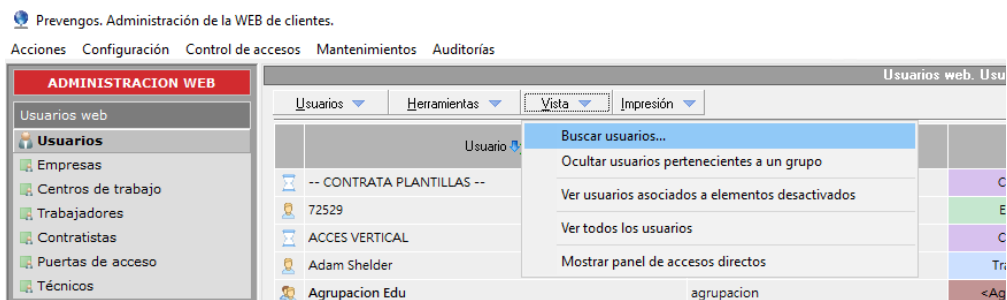 Prevengos. Administración de la WEB de clientes.
Acciones Configuración Control de accesos Mantenimientos Auditorías
ADMINISTRACION WEB
Usuarios web
Usuarios
Empresas
Centros de trabajo
Trabajadores
Contratistas
Puertas de acceso
Técnicos
Usuarios web. Usu
Usuarios Herramientas Vista Impresión
Usuario
Buscar usuarios...
Ocultar usuarios pertenecientes a un grupo
Ver usuarios asociados a elementos desactivados
Ver todos los usuarios
Mostrar panel de accesos directos
-- CONTRATA PLANTILLAS -- C
72529 E
ACCES VERTICAL C
Adam Shelder Tra
Agrupacion Edu agrupacion <Ag